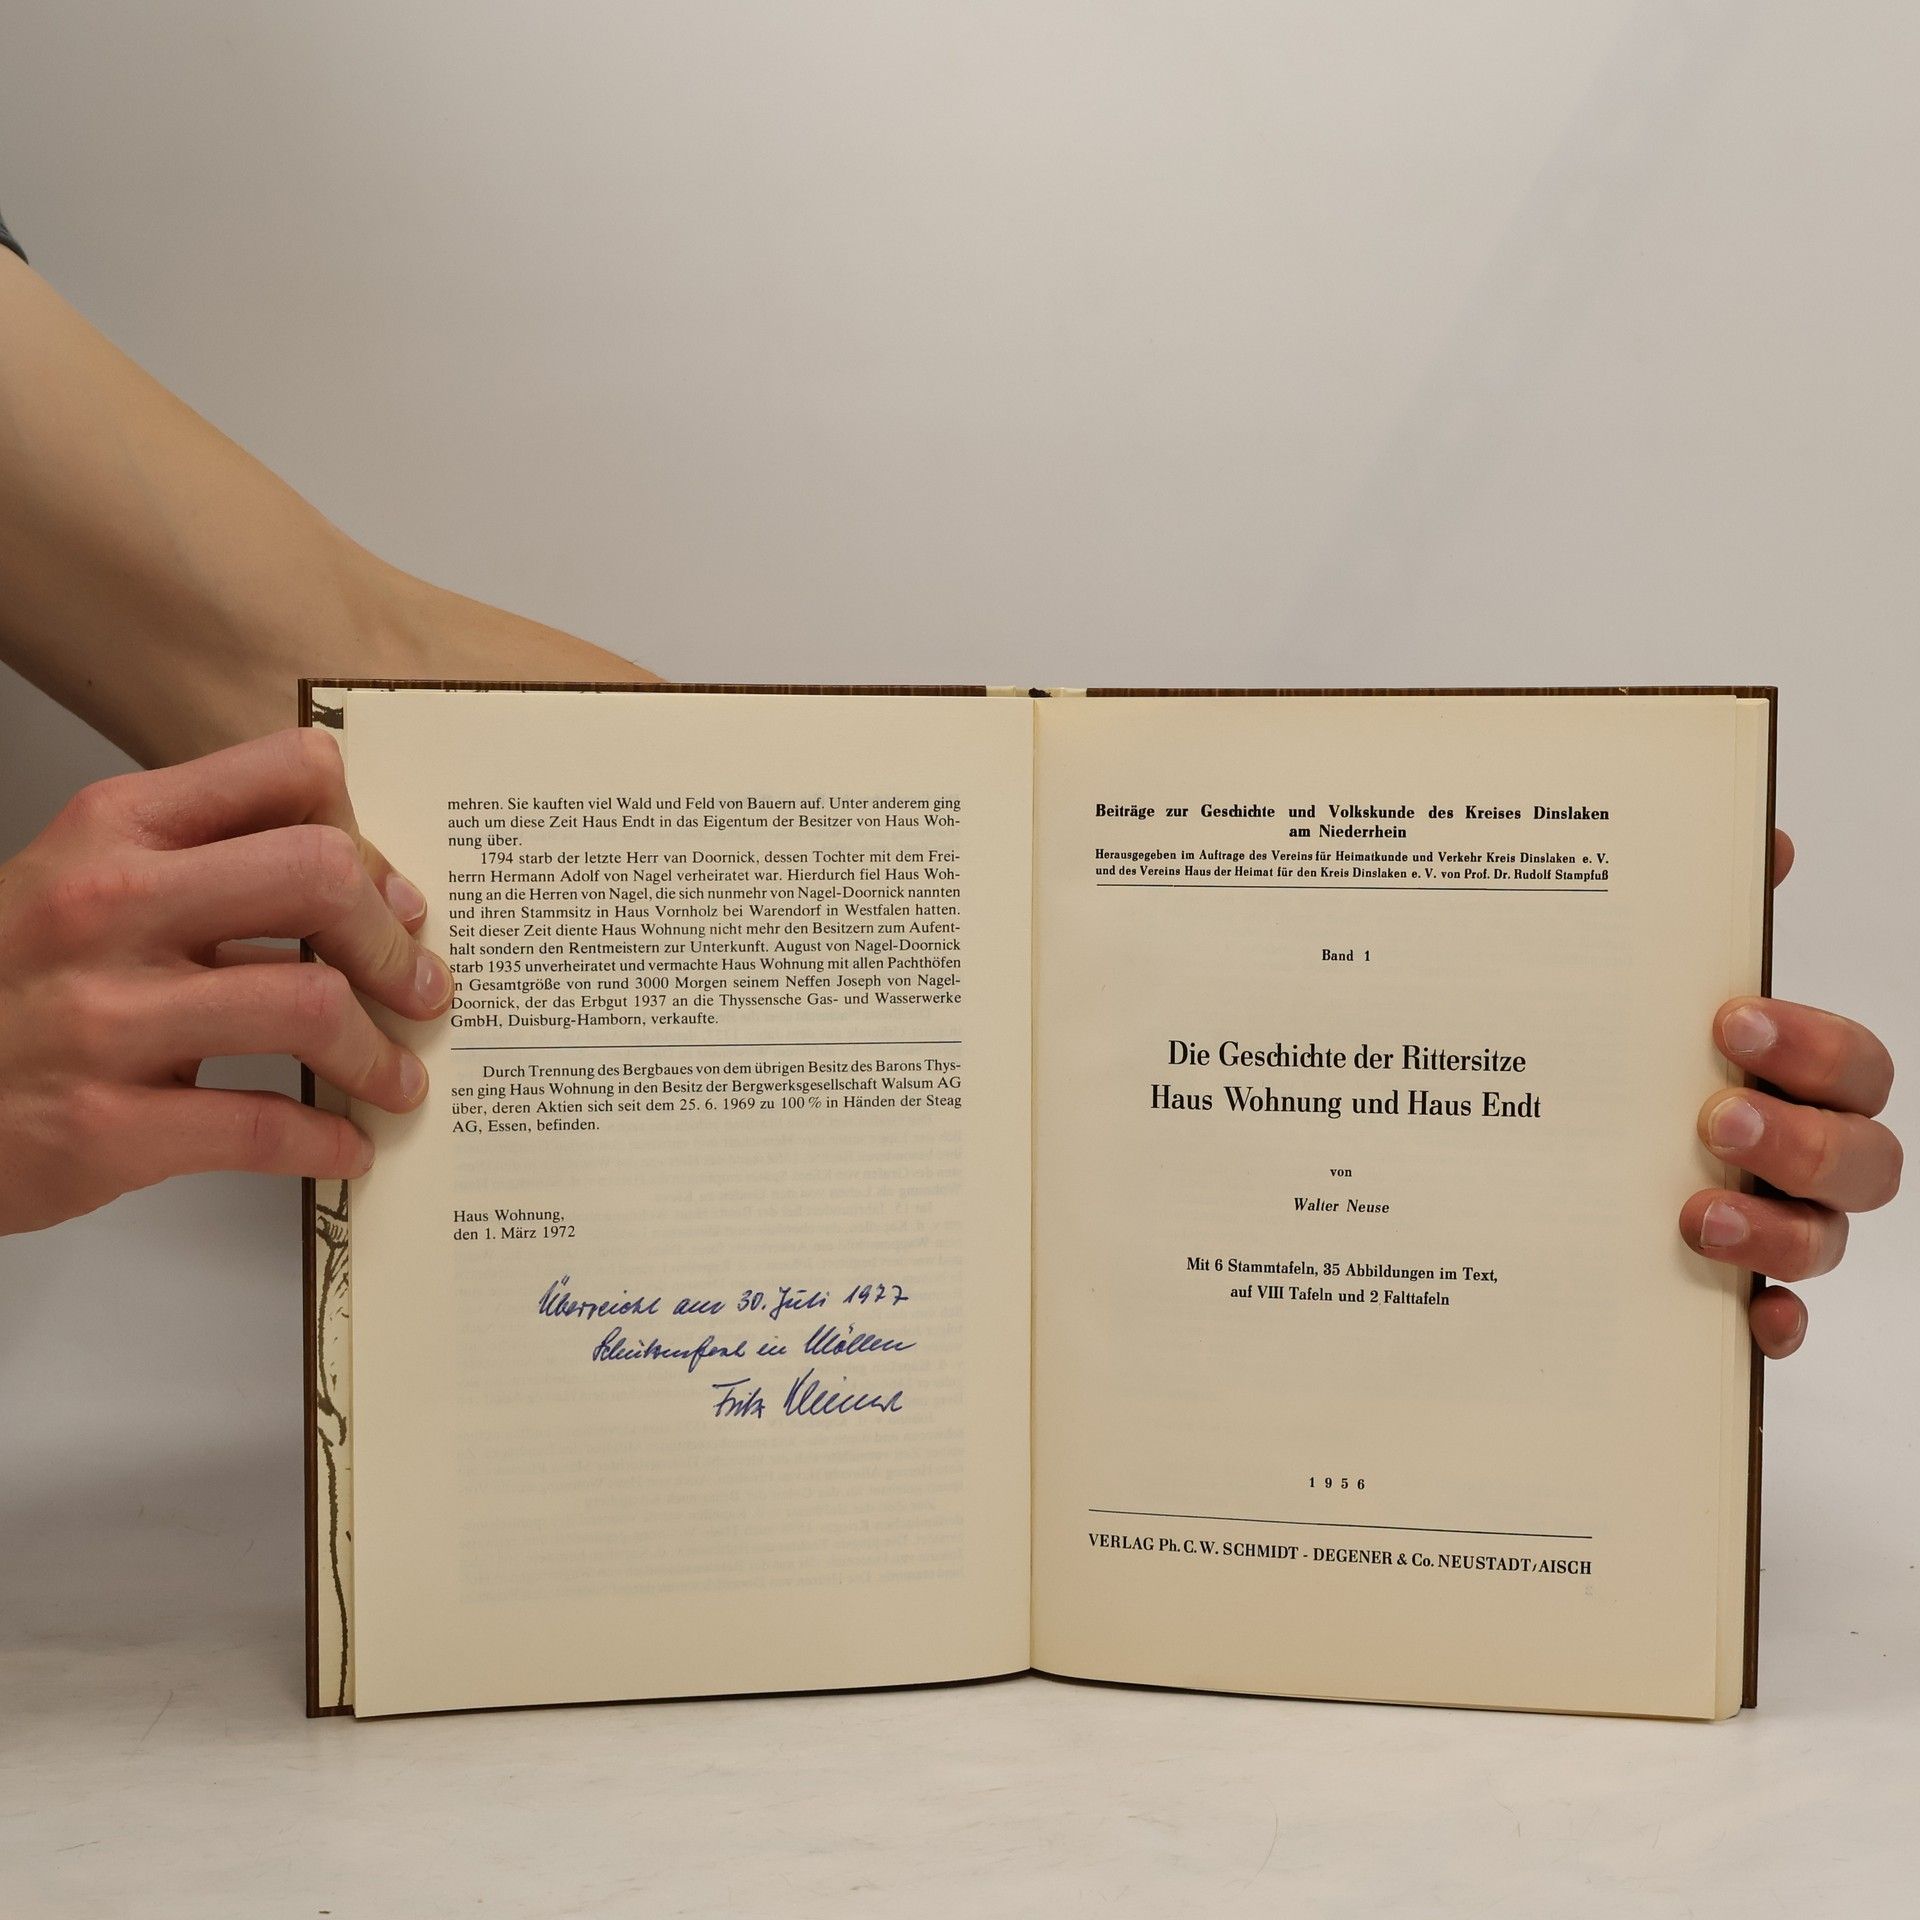 mehren. Sie kauften viel Wald und Feld von Bauern auf. Unter anderem ging
auch um diese Zeit Haus Endt in das Eigentum der Besitzer von Haus Woh-
nung über.
1794 starb der letzte Herr van Doornick, dessen Tochter mit dem Frei-
herrn Hermann Adolf von Nagel verheiratet war. Hierdurch fiel Haus Woh-
nung an die Herren von Nagel, die sich nunmehr von Nagel-Doornick nannten
und ihren Stammsitz in Haus Vornholz bei Warendorf in Westfalen hatten.
Seit dieser Zeit diente Haus Wohnung nicht mehr den Besitzern zum Aufent-
halt sondern den Rentmeistern zur Unterkunft. August von Nagel-Doornick
starb 1935 unverheiratet und vermachte Haus Wohnung mit allen Pachthöfen
in Gesamtgröße von rund 3000 Morgen seinem Neffen Joseph von Nagel-
Doornick, der das Erbgut 1937 an die Thyssensche Gas- und Wasserwerke
GmbH, Duisburg-Hamborn, verkaufte.
Durch Trennung des Bergbaues von dem übrigen Besitz des Barons Thys-
sen ging Haus Wohnung in den Besitz der Bergwerksgesellschaft Walsum AG
über, deren Aktien sich seit dem 25. 6. 1969 zu 100 % in Händen der Steag
AG, Essen, befinden.
Haus Wohnung,
den 1. März 1972
Überreicht am 30. Juli 1977
Schützenfest in Möllen
Fritz
Beiträge zur Geschichte und Volkskunde des Kreises Dinslaken
am Niederrhein
Herausgegeben im Auftrage des Vereins für Heimatkunde und Verkehr Kreis Dinslaken e. V.
und des Vereins Haus der Heimat für den Kreis Dinslaken e. V. von Prof. Dr. Rudolf Stampfuß
Band 1
Die Geschichte der Rittersitze
Haus Wohnung und Haus Endt
von
Walter Neuse
Mit 6 Stammtafeln, 35 Abbildungen im Text,
auf VIII Tafeln und 2 Falttafeln
1956
VERLAG Ph. C. W. SCHMIDT - DEGENER & Co. NEUSTADT/AISCH